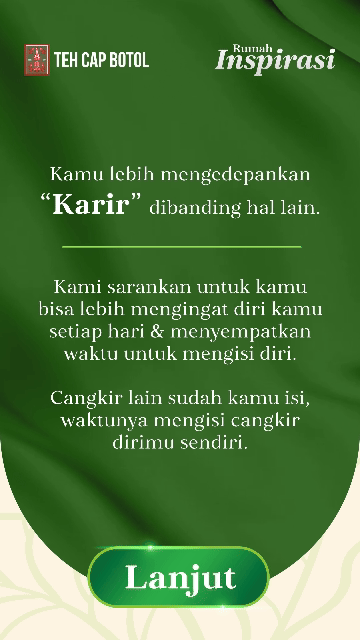 TEH CAP BOTOL
Rumah
Inspirasi
Kamu lebih mengedepankan
“Karir” dibanding hal lain.
Kami sarankan untuk kamu
bisa lebih mengingat diri kamu
setiap hari & menyempatkan
waktu untuk mengisi diri.
Cangkir lain sudah kamu isi,
waktunya mengisi cangkir
dirimu sendiri.
Lanjut